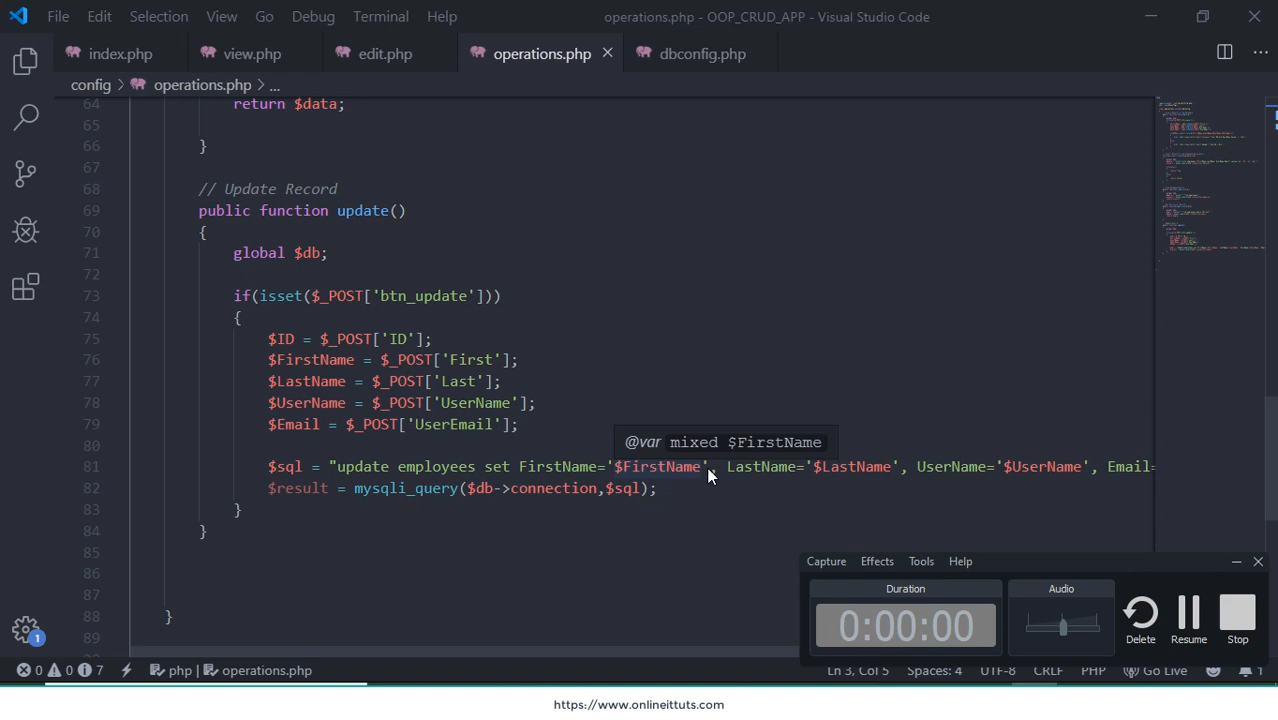 File Edit Selection View Go Debug Terminal Help operations.php - OOP_CRUD_APP - Visual Studio Code
index.php view.php edit.php operations.php dbconfig.php
config > operations.php > ...
64 return $data;
65
66 }
67
68 // Update Record
69 public function update()
70 {
71 global $db;
72
73 if(isset($_POST['btn_update']))
74 {
75 $ID = $_POST['ID'];
76 $FirstName = $_POST['First'];
77 $LastName = $_POST['Last'];
78 $UserName = $_POST['UserName'];
79 $Email = $_POST['UserEmail'];
80
@var mixed $FirstName
81 $sql = "update employees set FirstName='$FirstName', LastName='$LastName', UserName='$UserName', Email=
82 $result = mysqli_query($db->connection,$sql);
83 }
84 }
85
86
87
88 }
89
Capture Effects Tools Help
Duration Audio
0:00:00
Delete Resume Stop
1
0 0 7 php | operations.php Ln 3, Col 5 Spaces: 4 UTF-8 CRLF PHP Go Live 1
https://www.onlineittuts.com